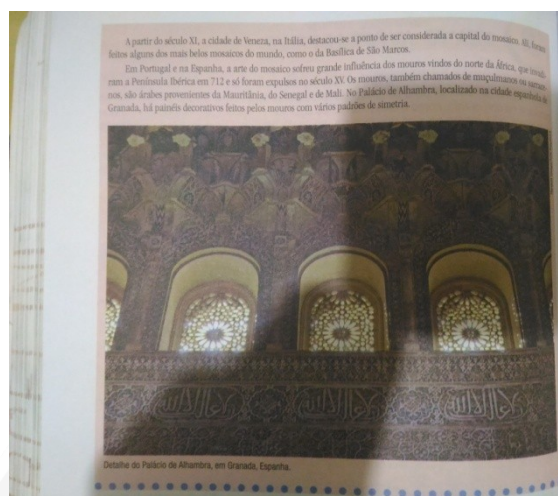 A partir do século XI, a cidade de Veneza, na Itália, destacou-se a ponto de ser considerada a capital do mosaico. Ali, foram
feitos alguns dos mais belos mosaicos do mundo, como o da Basílica de São Marcos.
Em Portugal e na Espanha, a arte do mosaico sofreu grande influência dos mouros vindos do norte da África, que invadi-
ram a Península Ibérica em 712 e só foram expulsos no século XV. Os mouros, também chamados de muçulmanos ou sarrace-
nos, são árabes provenientes da Mauritânia, do Senegal e de Mali. No Palácio de Alhambra, localizado na cidade espanhola de
Granada, há painéis decorativos feitos pelos mouros com vários padrões de simetria.
Detalhe do Palácio de Alhambra, em Granada, Espanha.